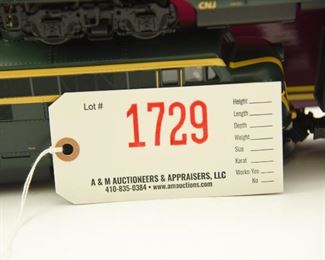 CNJ
Lot #
1729
Height
Length
Depth
Weight
Size
Karat
Works: Yes
No
A & M AUCTIONEERS & APPRAISERS, LLC
410-835-0384 • www.amauctions.com